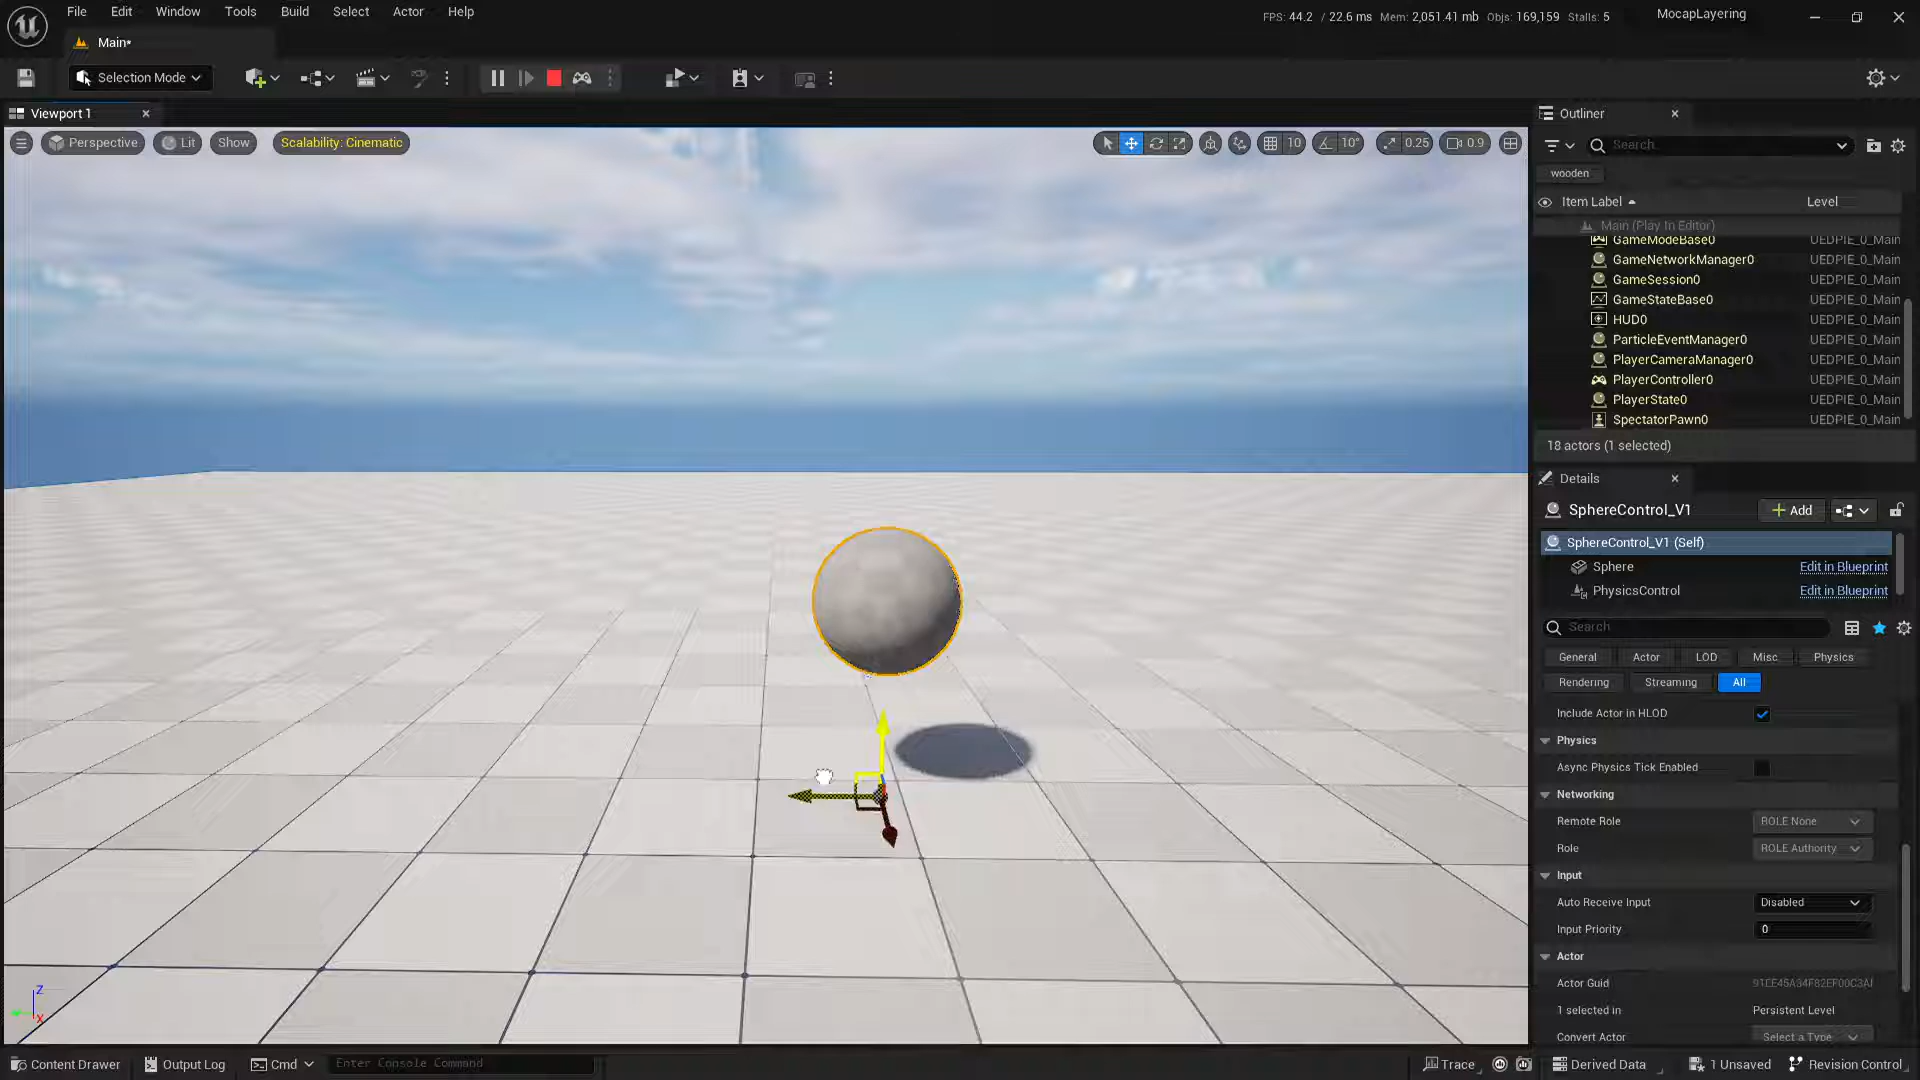 File Edit Window Tools Build Select Actor Help
FPS: 44.2 / 22.6 ms Mem: 2,051.41 mb Objs: 169,159 Stalls: 5
MocapLayering
Main*
Selection Mode
Viewport 1
Outliner
Perspective
Lit
Show
Scalability: Cinematic
10
10°
0.25
0.9
Search...
wooden
Item Label
Level
Main (Play In Editor)
GameModeBase0 UEDPIE_0_Main
GameNetworkManager0 UEDPIE_0_Main
GameSession0 UEDPIE_0_Main
GameStateBase0 UEDPIE_0_Main
HUD0 UEDPIE_0_Main
ParticleEventManager0 UEDPIE_0_Main
PlayerCameraManager0 UEDPIE_0_Main
PlayerController0 UEDPIE_0_Main
PlayerState0 UEDPIE_0_Main
SpectatorPawn0 UEDPIE_0_Main
18 actors (1 selected)
Details
SphereControl_V1
Add
SphereControl_V1 (Self)
Sphere Edit in Blueprint
PhysicsControl Edit in Blueprint
Search
General Actor LOD Misc Physics
Rendering Streaming All
Include Actor in HLOD
Physics
Async Physics Tick Enabled
Networking
Remote Role ROLE None
Role ROLE Authority
Input
Auto Receive Input Disabled
Input Priority 0
Actor
Actor Guid
1 selected in Persistent Level
Convert Actor Select a Type
Z
X
Content Drawer
Output Log
Cmd
Enter Console Command
Trace
Derived Data
1 Unsaved
Revision Control